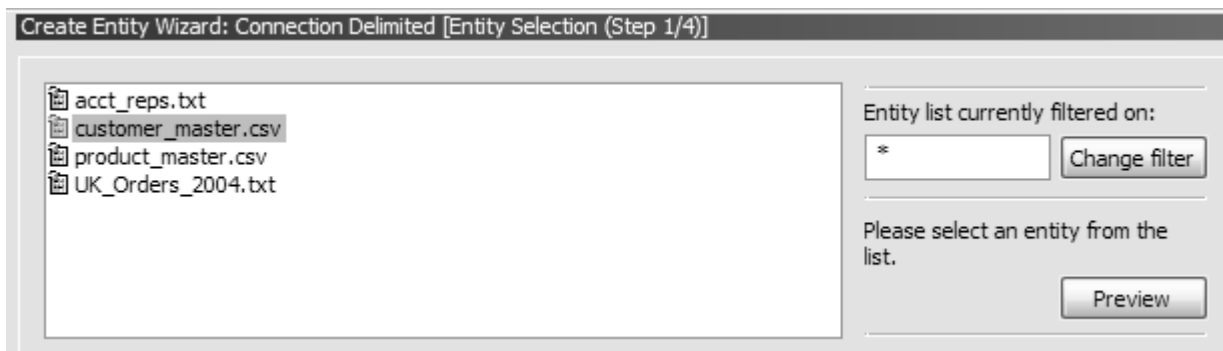 Create Entity Wizard: Connection Delimited [Entity Selection (Step 1/4)]
acct_reps.txt
customer_master.csv
product_master.csv
UK_Orders_2004.txt
Entity list currently filtered on:
*
Change filter
Please select an entity from the
list.
Preview